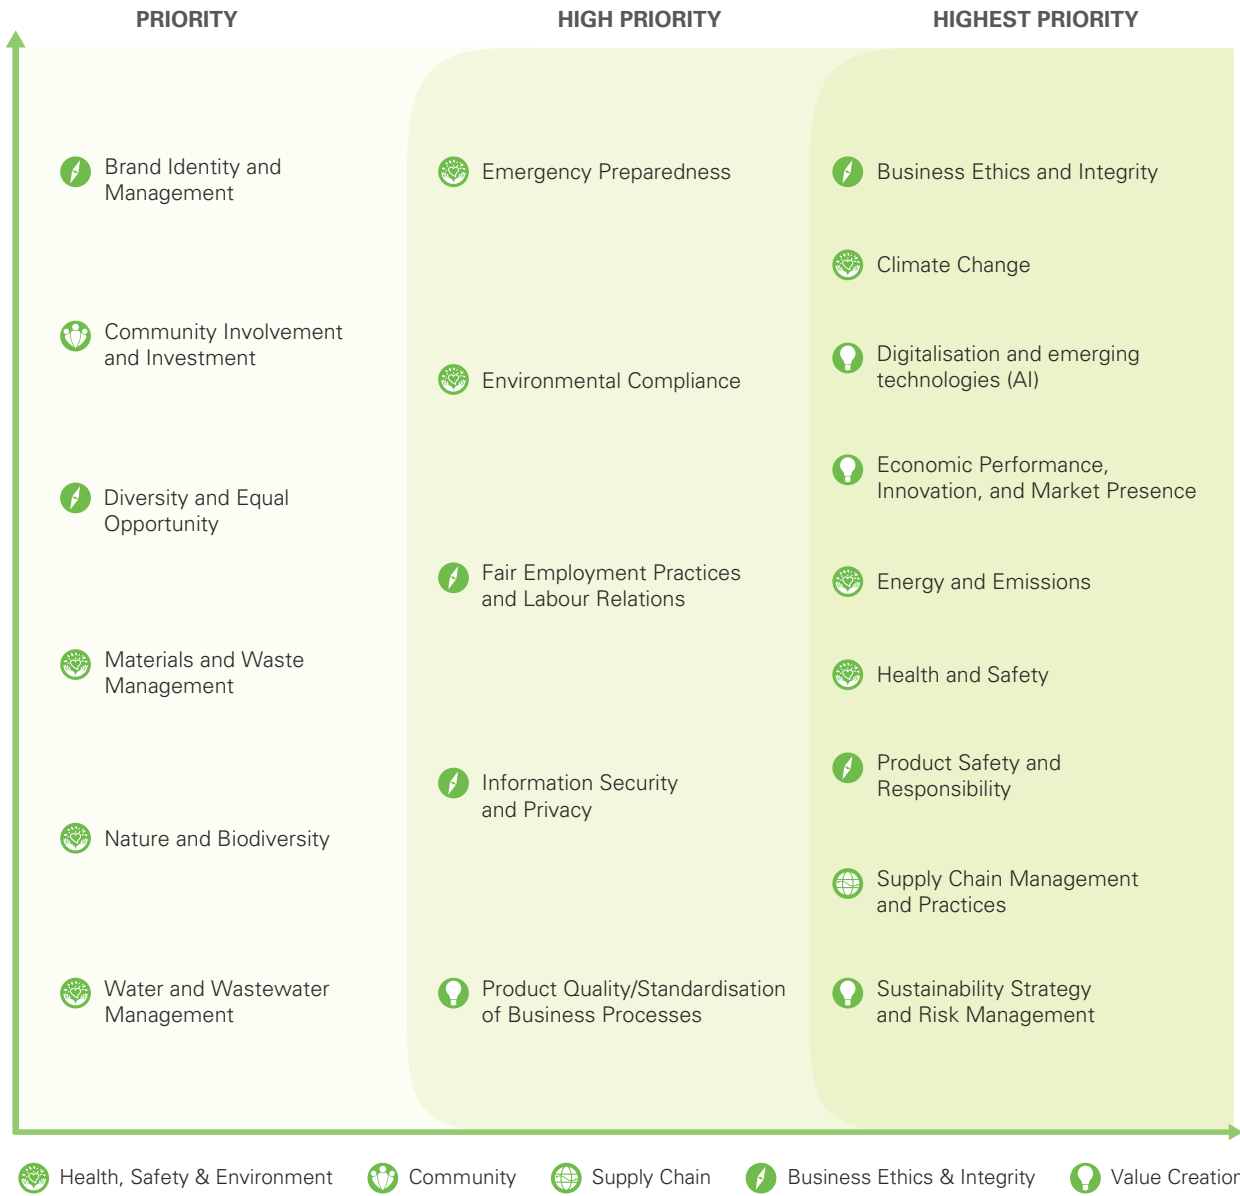 PRIORITY
HIGH PRIORITY
HIGHEST PRIORITY
Brand Identity and
Management
Community Involvement
and Investment
Diversity and Equal
Opportunity
Materials and Waste
Management
Nature and Biodiversity
Water and Wastewater
Management
Emergency Preparedness
Environmental Compliance
Fair Employment Practices
and Labour Relations
Information Security
and Privacy
Product Quality/Standardisation
of Business Processes
Business Ethics and Integrity
Climate Change
Digitalisation and emerging
technologies (AI)
Economic Performance,
Innovation, and Market Presence
Energy and Emissions
Health and Safety
Product Safety and
Responsibility
Supply Chain Management
and Practices
Sustainability Strategy
and Risk Management
Health, Safety & Environment
Community
Supply Chain
Business Ethics & Integrity
Value Creation